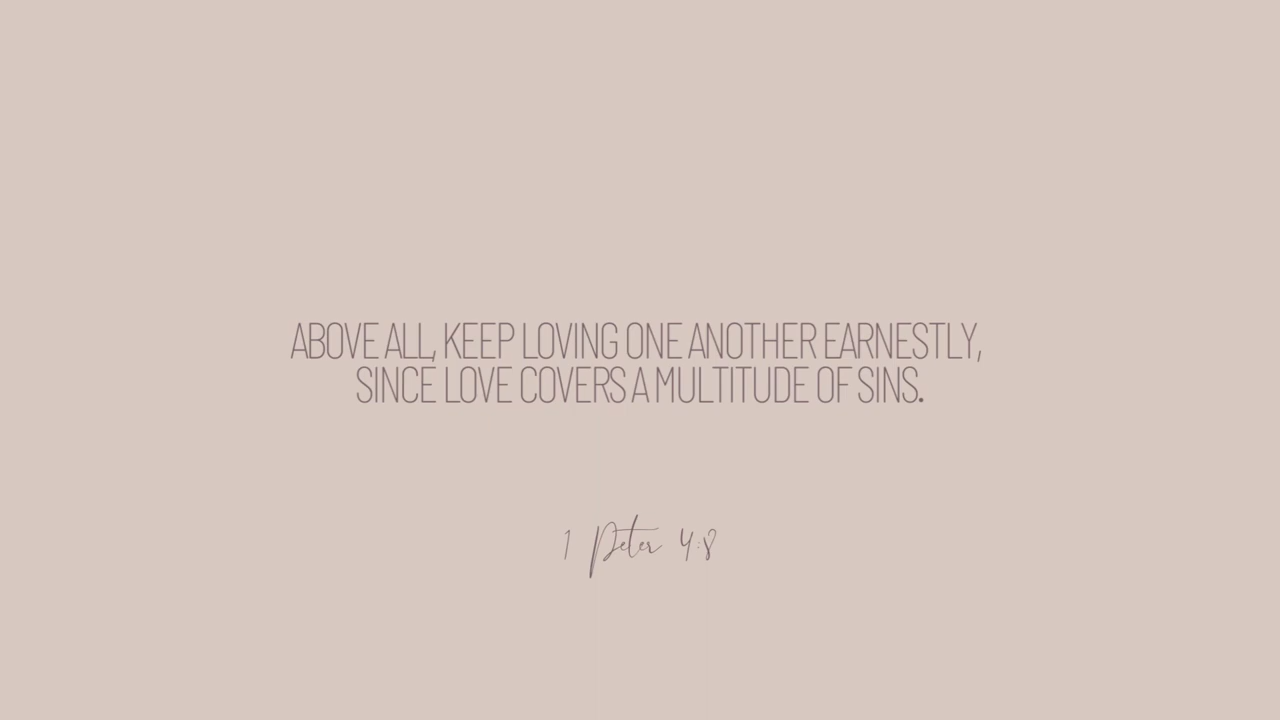 ABOVE ALL, KEEP LOVING ONE ANOTHER EARNESTLY,
SINCE LOVE COVERS A MULTITUDE OF SINS.
1 Peter 4:8